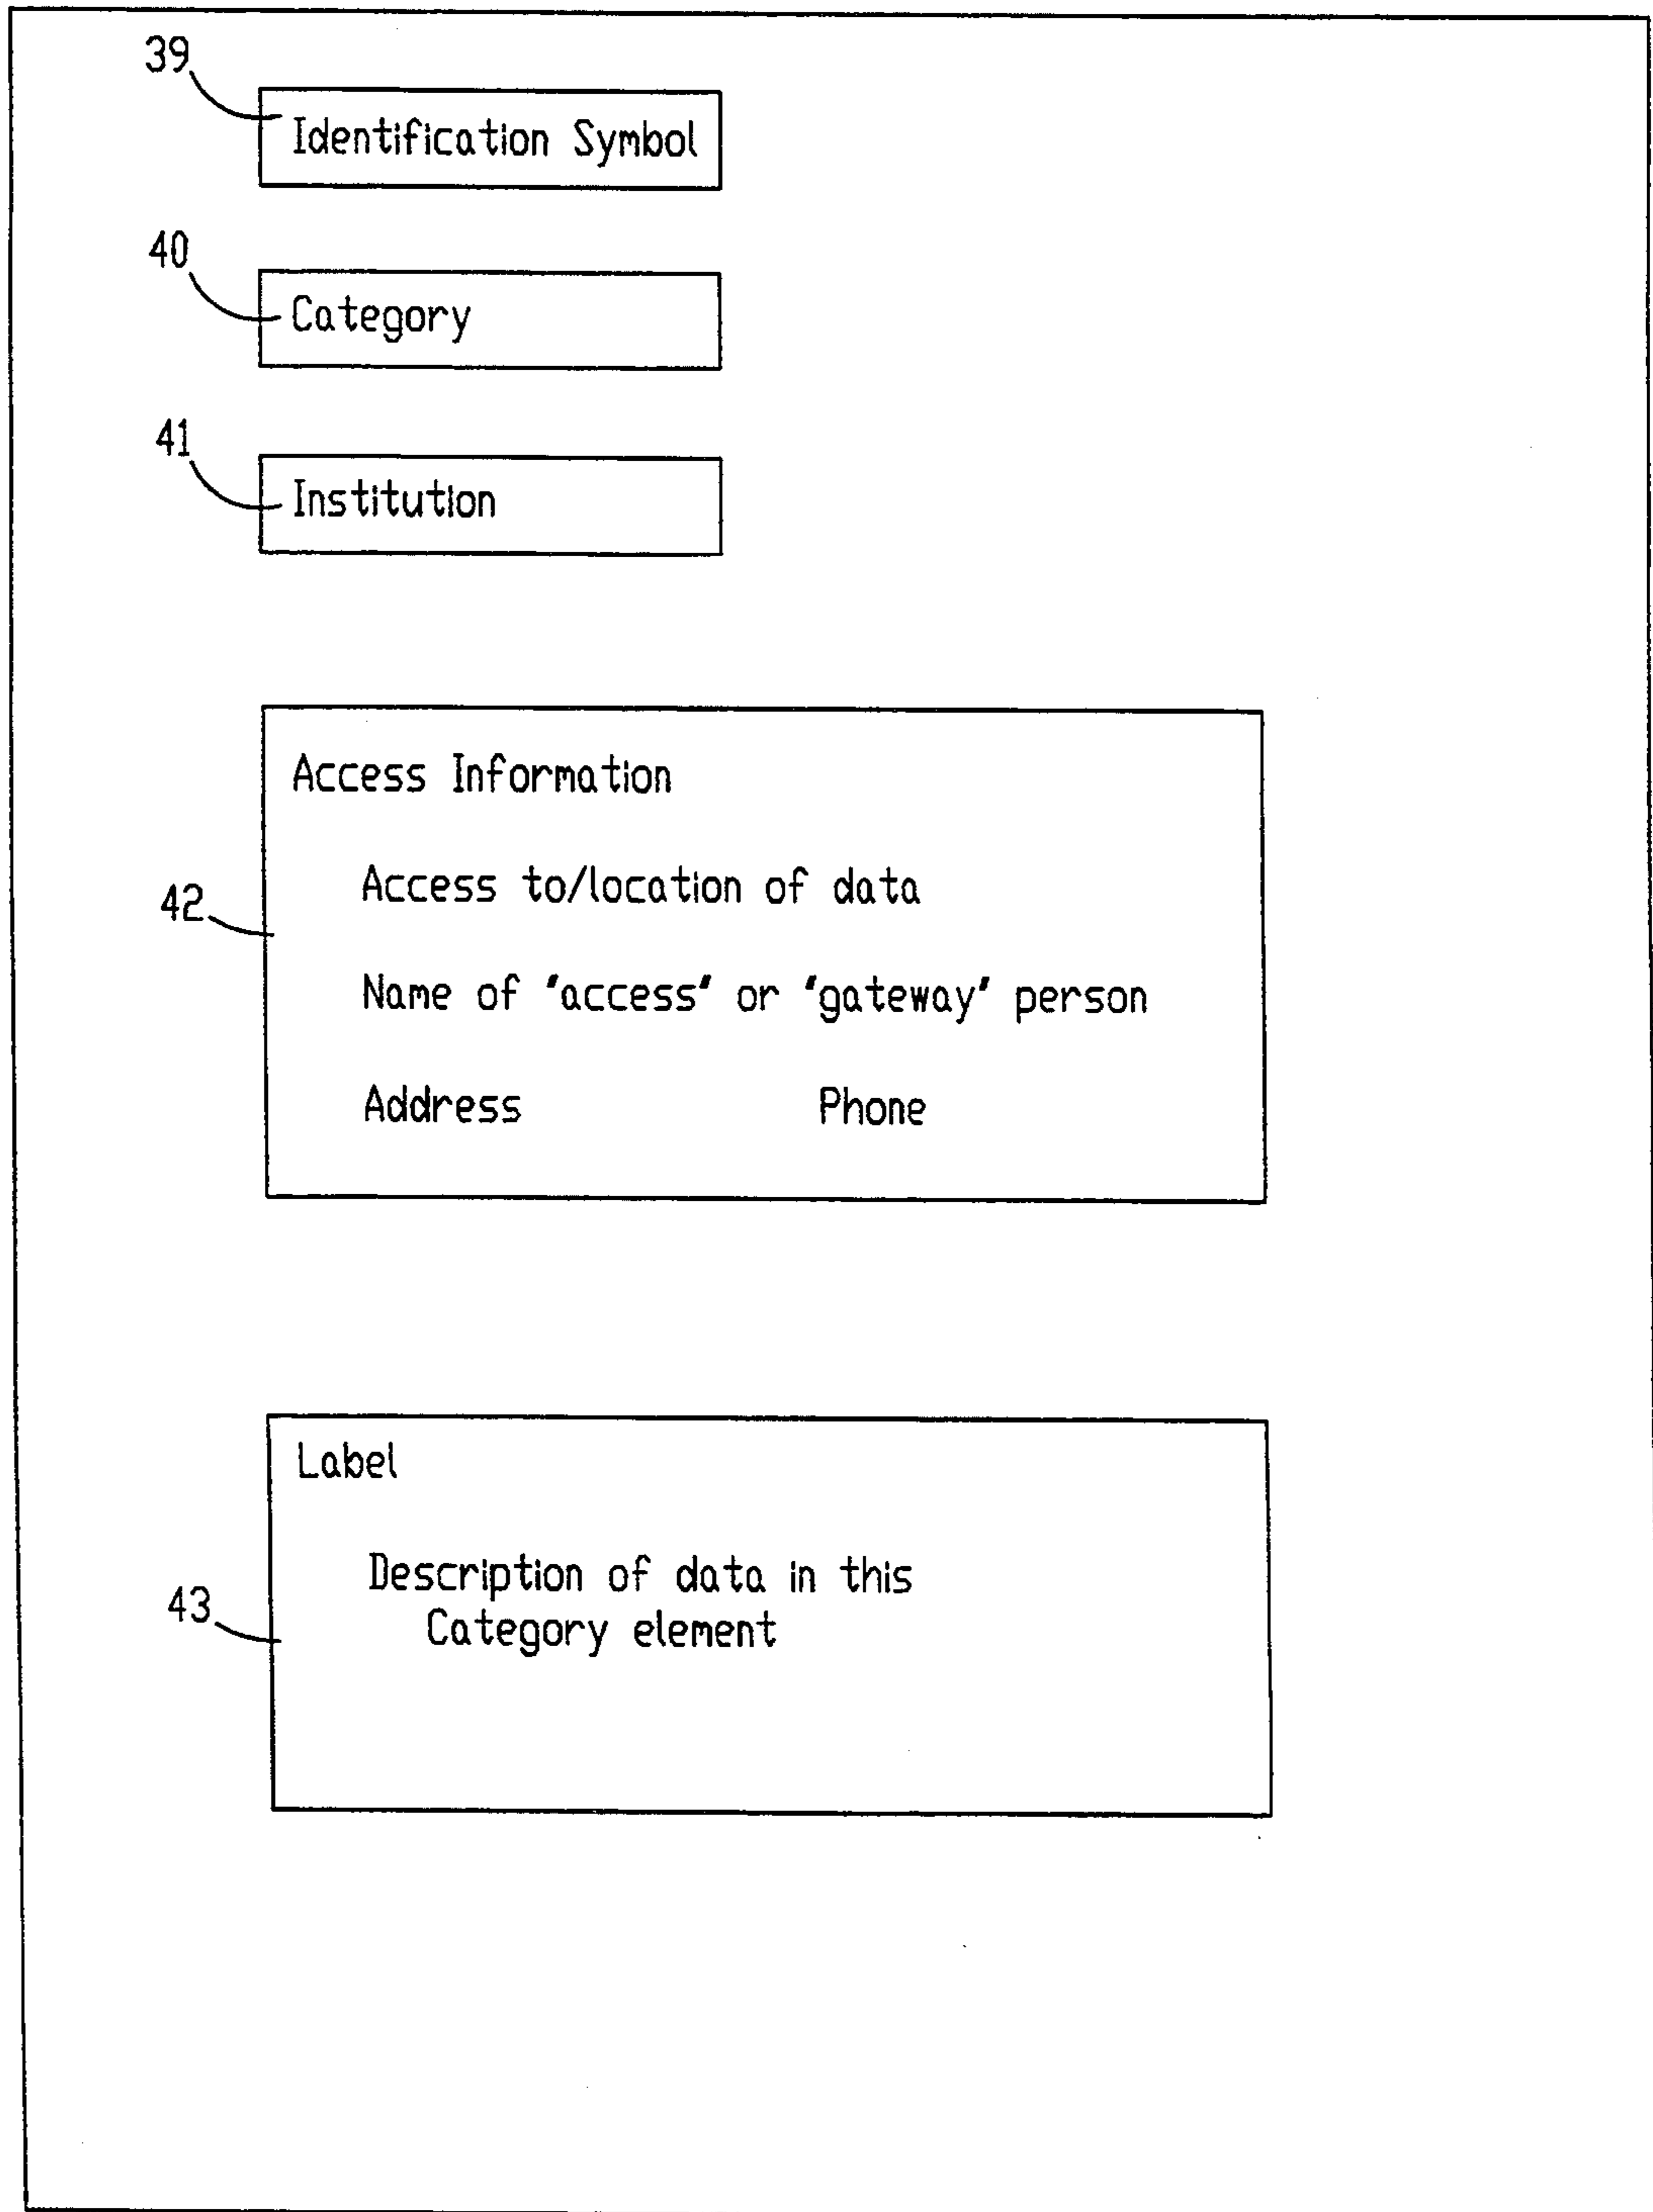 39
Identification Symbol
40
Category
41
Institution
Access Information
Access to/location of data
42
Name of "access" or "gateway" person
Address Phone
Label
Description of data in this
43
Category element